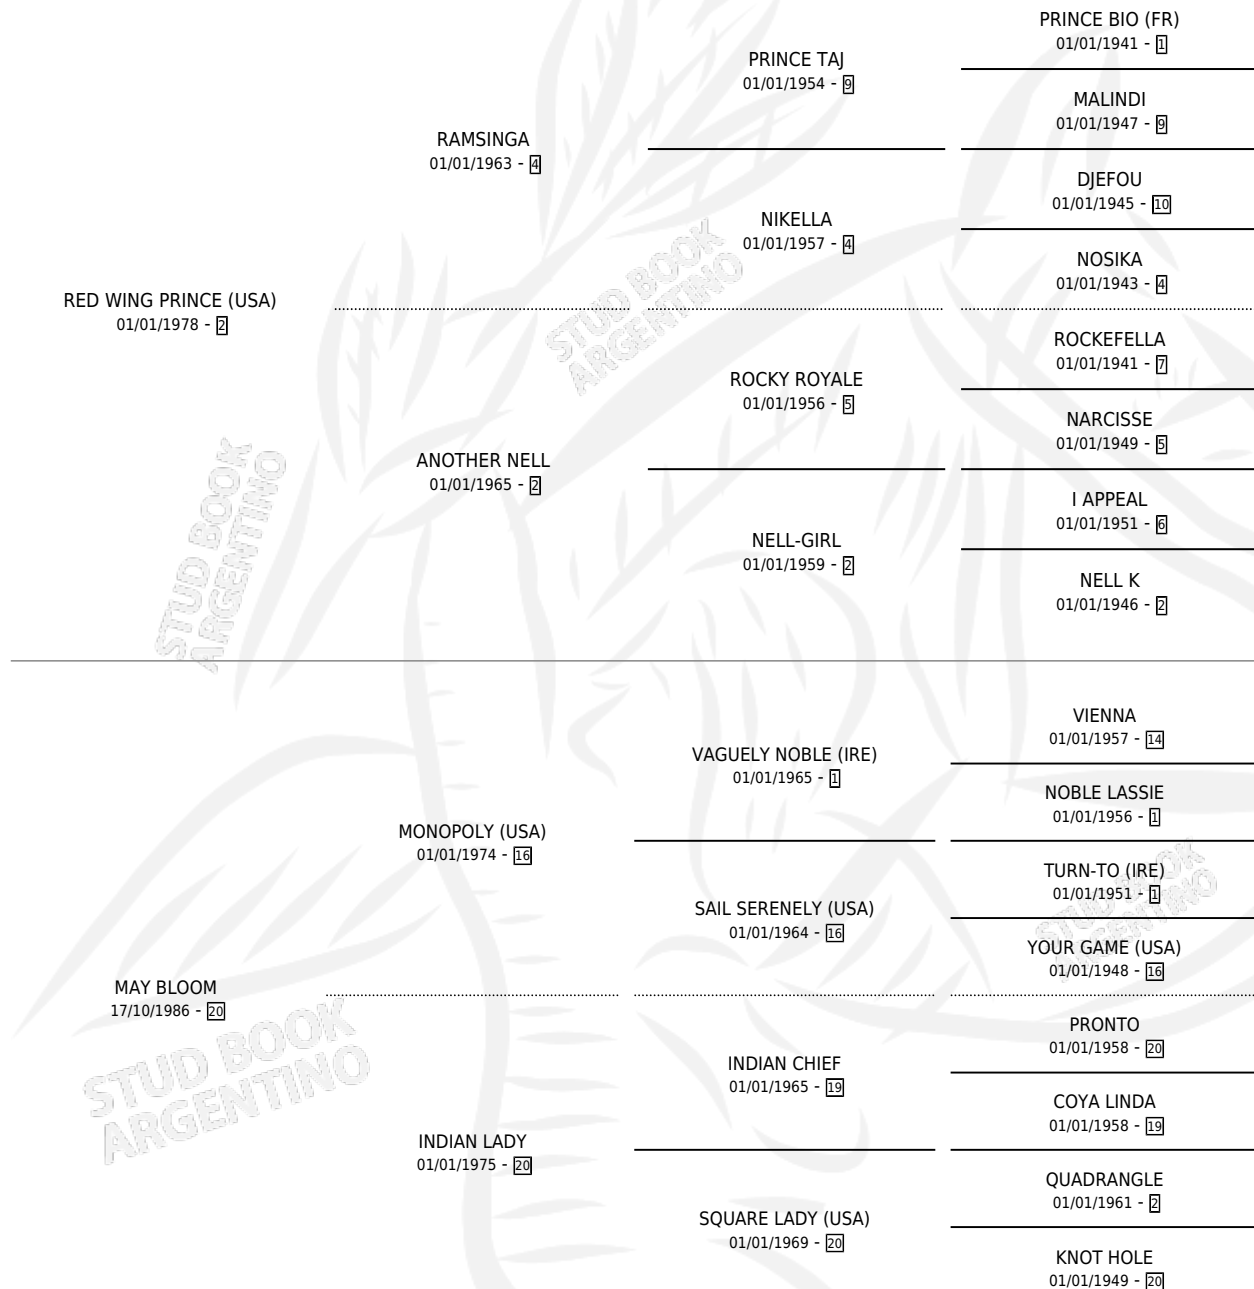 PRINCE BIO (FR)
01/01/1941 - 1
PRINCE TAJ
01/01/1954 - 9
MALINDI
01/01/1947 - 9
RAMSINGA
01/01/1963 - 4
DJEFOU
01/01/1945 - 10
NIKELLA
01/01/1957 - 4
NOSIKA
01/01/1943 - 4
RED WING PRINCE (USA)
01/01/1978 - 2
ROCKEFELLA
01/01/1941 - 7
ROCKY ROYALE
01/01/1956 - 5
NARCISSE
01/01/1949 - 5
ANOTHER NELL
01/01/1965 - 2
I APPEAL
01/01/1951 - 6
NELL-GIRL
01/01/1959 - 2
NELL K
01/01/1946 - 2
VIENNA
01/01/1957 - 14
VAGUELY NOBLE (IRE)
01/01/1965 - 1
NOBLE LASSIE
01/01/1956 - 1
MONOPOLY (USA)
01/01/1974 - 16
TURN-TO (IRE)
01/01/1951 - 1
SAIL SERENELY (USA)
01/01/1964 - 16
YOUR GAME (USA)
01/01/1948 - 16
MAY BLOOM
17/10/1986 - 20
PRONTO
01/01/1958 - 20
INDIAN CHIEF
01/01/1965 - 19
COYA LINDA
01/01/1958 - 19
INDIAN LADY
01/01/1975 - 20
QUADRANGLE
01/01/1961 - 2
SQUARE LADY (USA)
01/01/1969 - 20
KNOT HOLE
01/01/1949 - 20
STUD BOOK
ARGENTINO
STUD BOOK
ARGENTINO
STUD BOOK
ARGENTINO
STUD BOOK
ARGENTINO